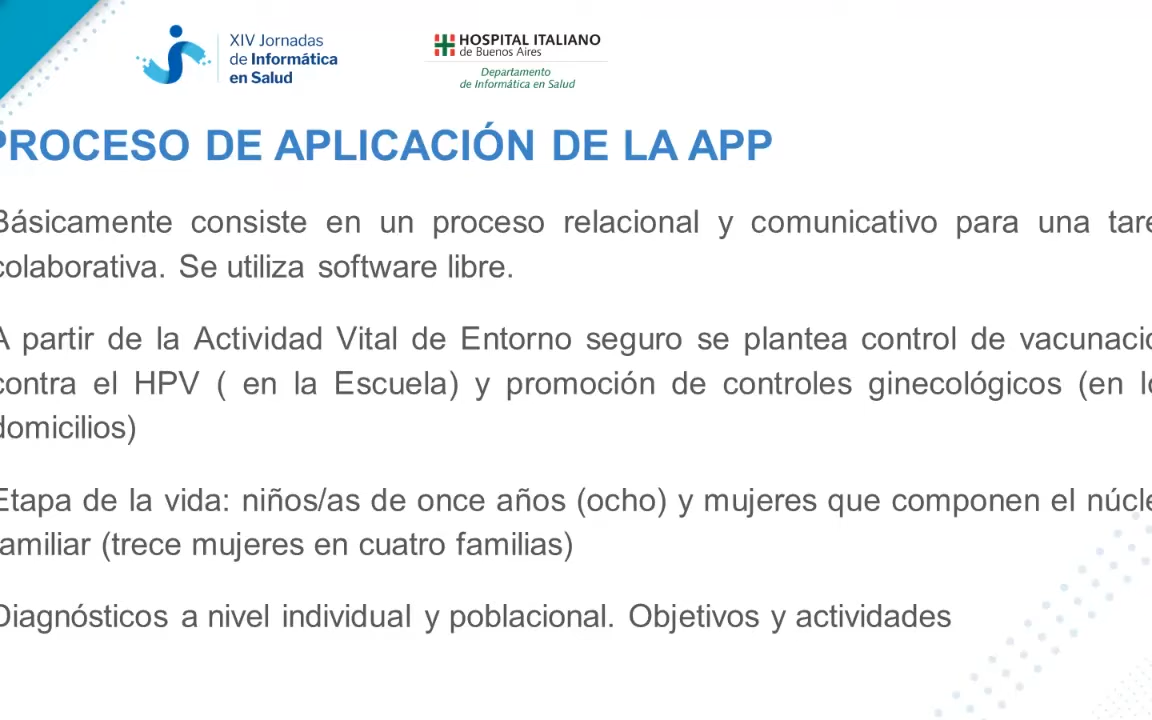 XIV Jornadas
de Informática
en Salud
HOSPITAL ITALIANO
de Buenos Aires
Departamento
de Informática en Salud
PROCESO DE APLICACIÓN DE LA APP
Básicamente consiste en un proceso relacional y comunicativo para una tare
colaborativa. Se utiliza software libre.
A partir de la Actividad Vital de Entorno seguro se plantea control de vacunació
contra el HPV ( en la Escuela) y promoción de controles ginecológicos (en lo
domicilios)
Etapa de la vida: niños/as de once años (ocho) y mujeres que componen el núcle
familiar (trece mujeres en cuatro familias)
Diagnósticos a nivel individual y poblacional. Objetivos y actividades